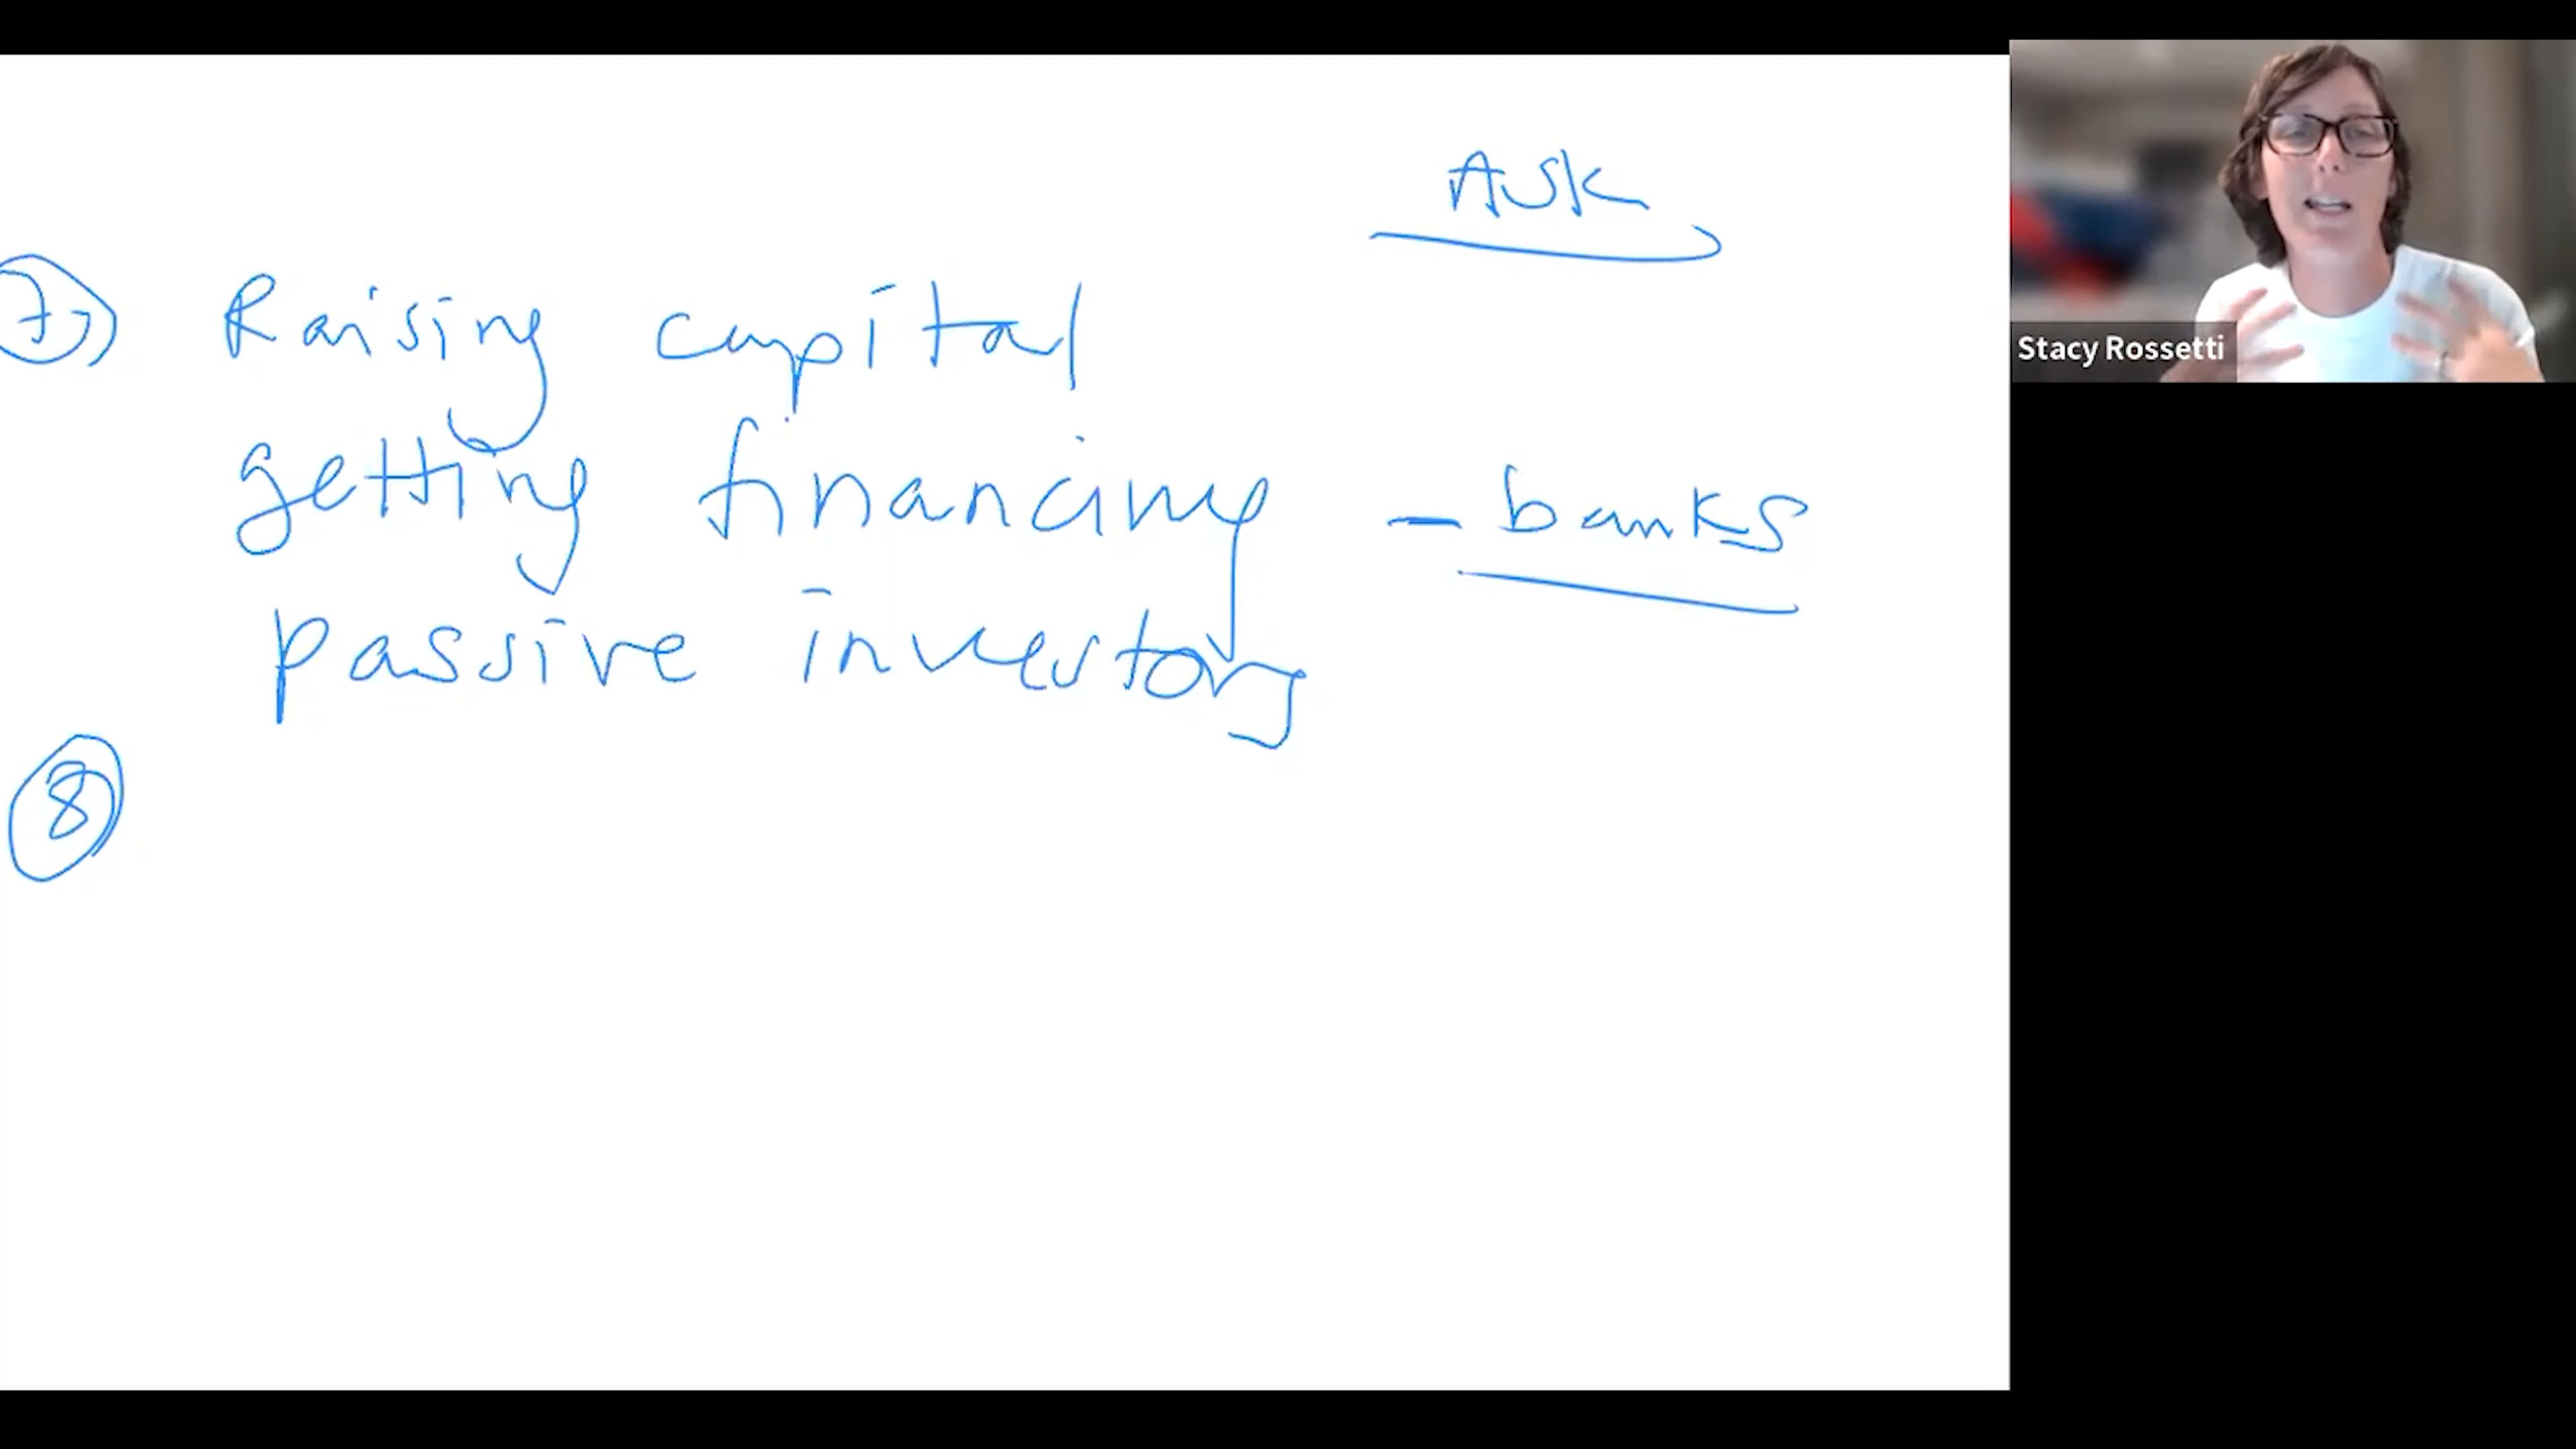 Ask
7 Raising capital
getting financing - banks
passive investors
8
Stacy Rossetti